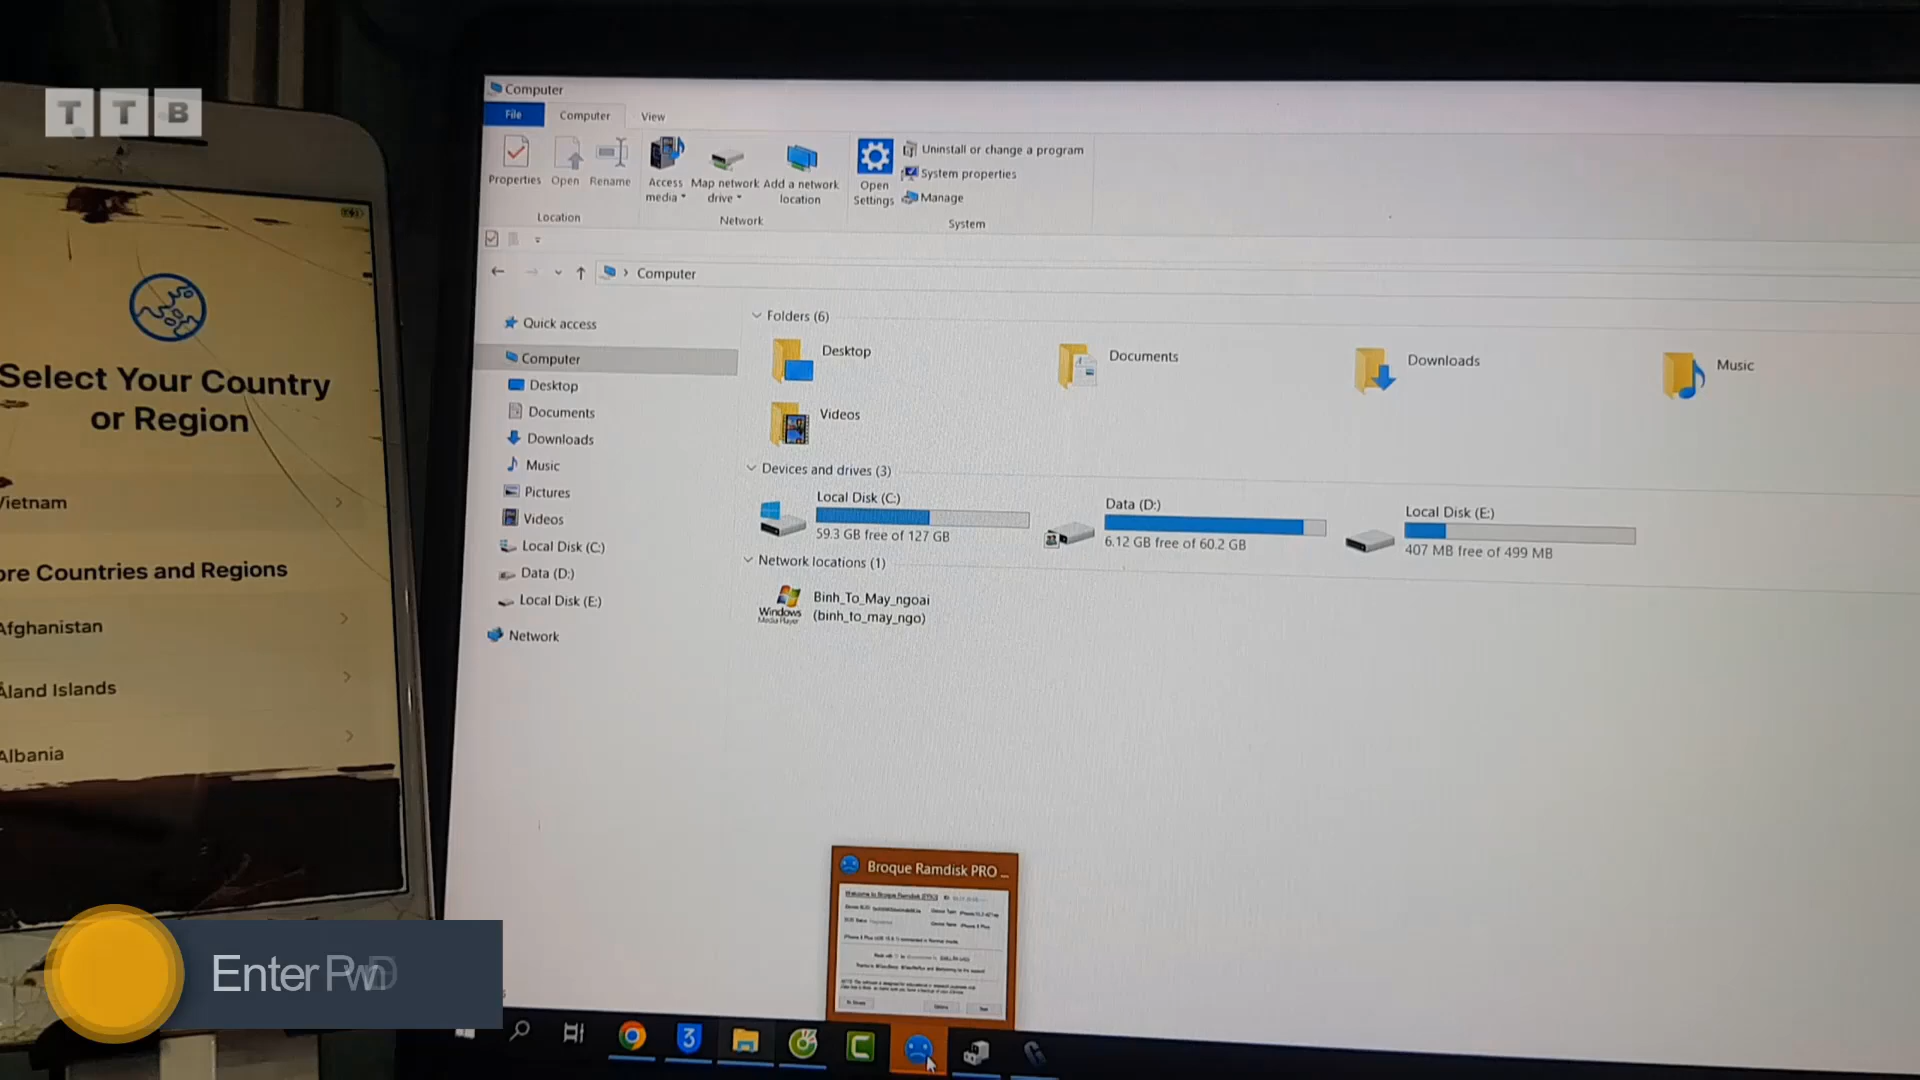 TTB
Select Your Country
or Region
Vietnam
ore Countries and Regions
Afghanistan
Åland Islands
Albania
Enter Pwn
Computer
File
Computer
View
Properties
Open
Rename
Access
media
Map network
drive
Add a network
location
Open
Settings
Uninstall or change a program
System properties
Manage
Location
Network
System
Computer
Quick access
Computer
Desktop
Documents
Downloads
Music
Pictures
Videos
Local Disk (C:)
Data (D:)
Local Disk (E:)
Network
Folders (6)
Desktop
Documents
Downloads
Music
Videos
Devices and drives (3)
Local Disk (C:)
59.3 GB free of 127 GB
Data (D:)
6.12 GB free of 60.2 GB
Local Disk (E:)
407 MB free of 499 MB
Network locations (1)
Windows
Media Player
Binh_To_May_ngoai
(binh_to_may_ngo)
Broque Ramdisk PRO ...